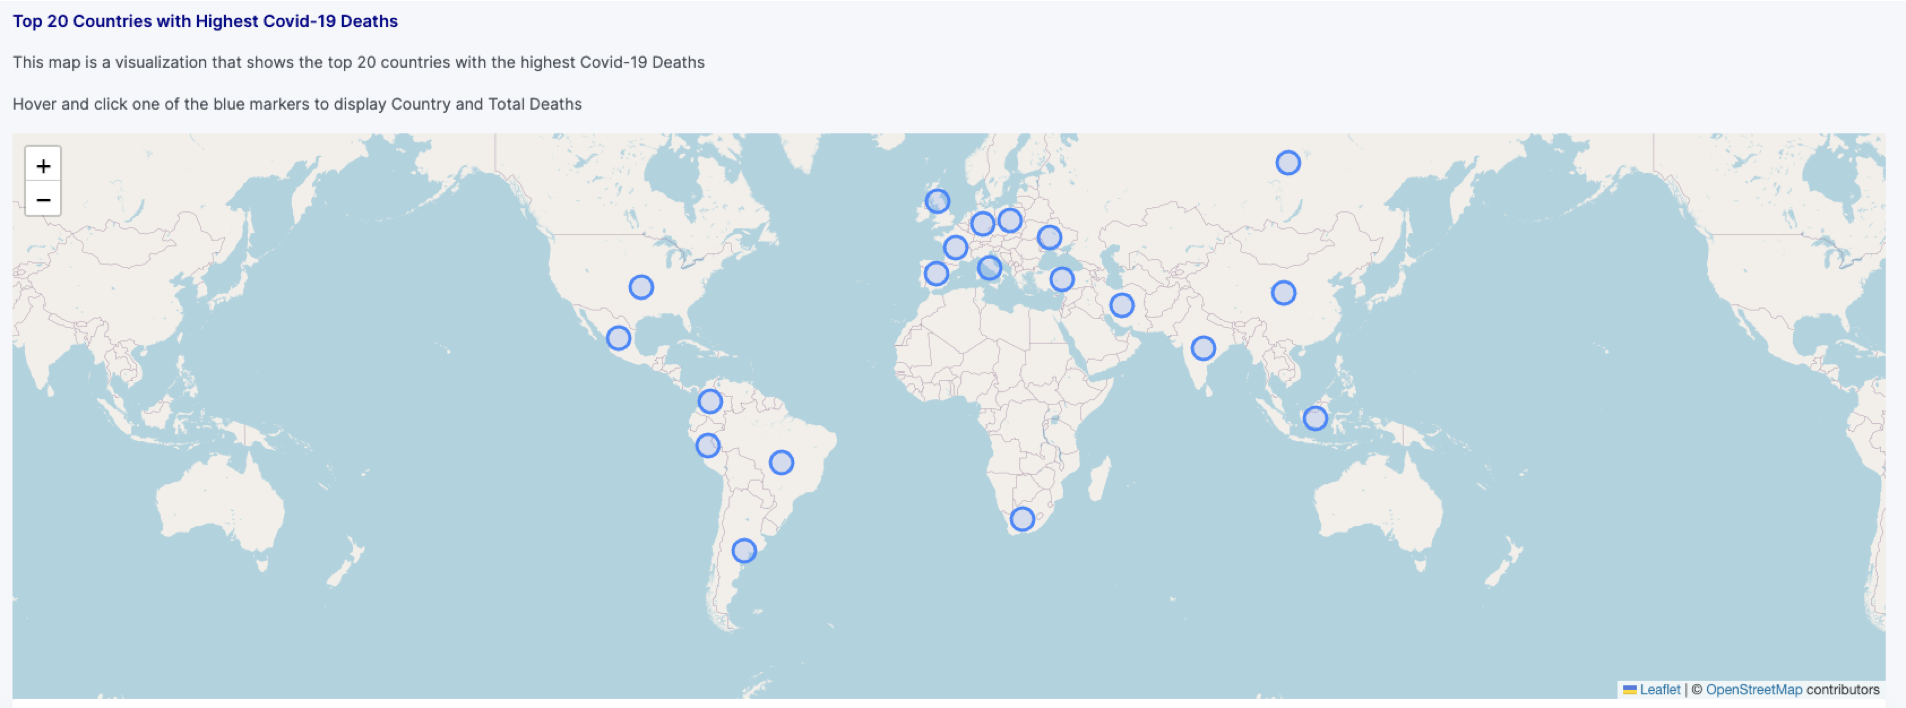 Top 20 Countries with Highest Covid-19 Deaths
This map is a visualization that shows the top 20 countries with the highest Covid-19 Deaths
Hover and click one of the blue markers to display Country and Total Deaths
+
−
Leaflet | © OpenStreetMap contributors